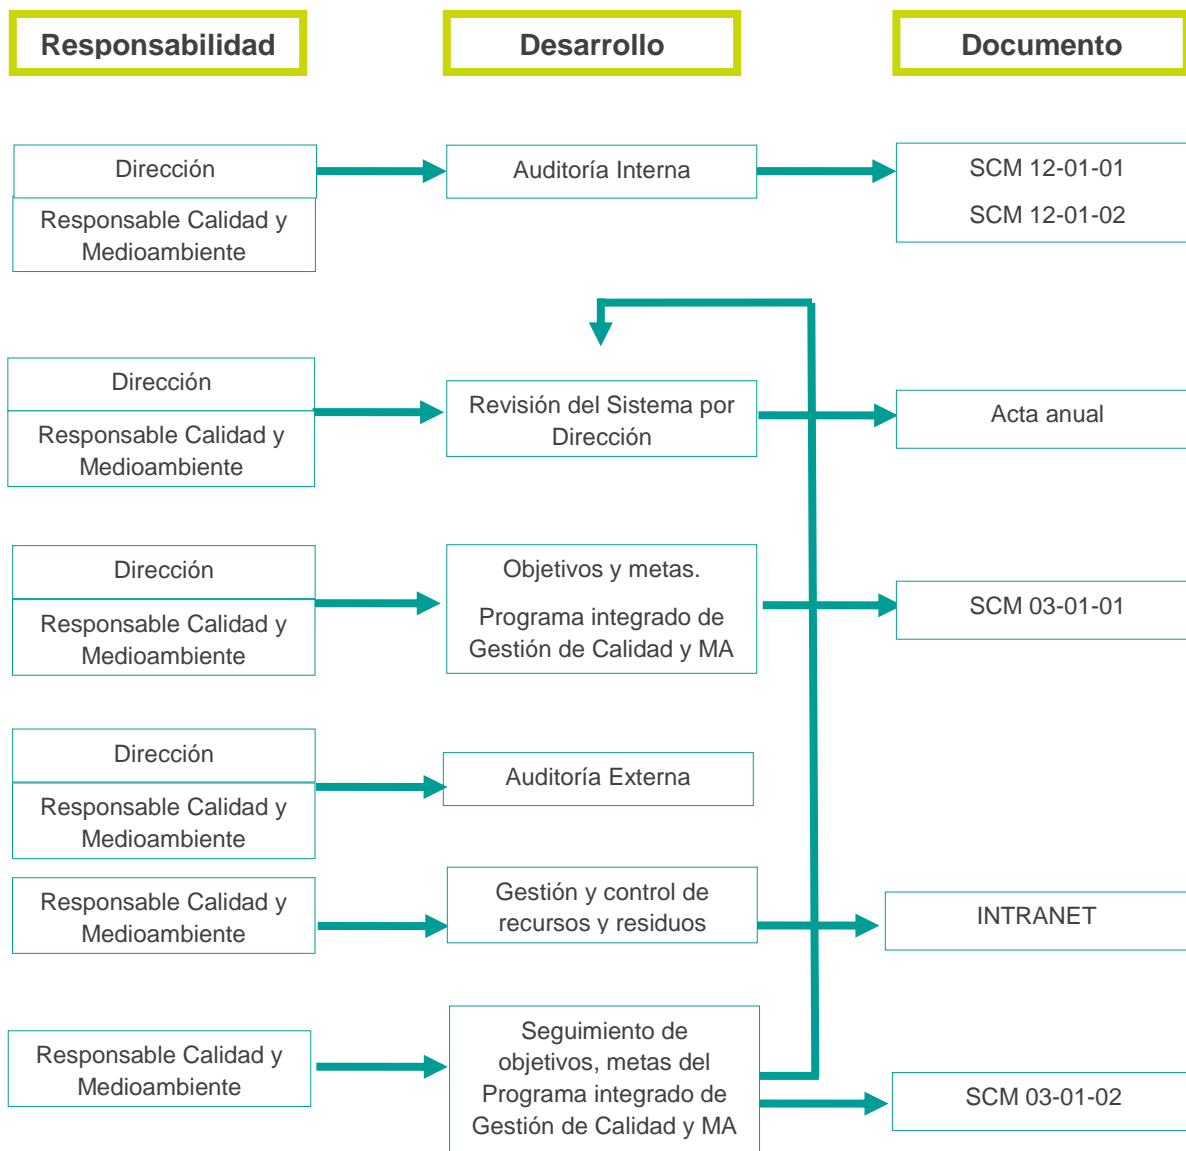 Responsabilidad
Desarrollo
Documento
Dirección
Responsable Calidad y
Medioambiente
Auditoría Interna
SCM 12-01-01
SCM 12-01-02
Dirección
Responsable Calidad y
Medioambiente
Revisión del Sistema por
Dirección
Acta anual
Dirección
Responsable Calidad y
Medioambiente
Objetivos y metas.
Programa integrado de
Gestión de Calidad y MA
SCM 03-01-01
Dirección
Responsable Calidad y
Medioambiente
Auditoría Externa
Responsable Calidad y
Medioambiente
Gestión y control de
recursos y residuos
INTRANET
Responsable Calidad y
Medioambiente
Seguimiento de
objetivos, metas del
Programa integrado de
Gestión de Calidad y MA
SCM 03-01-02